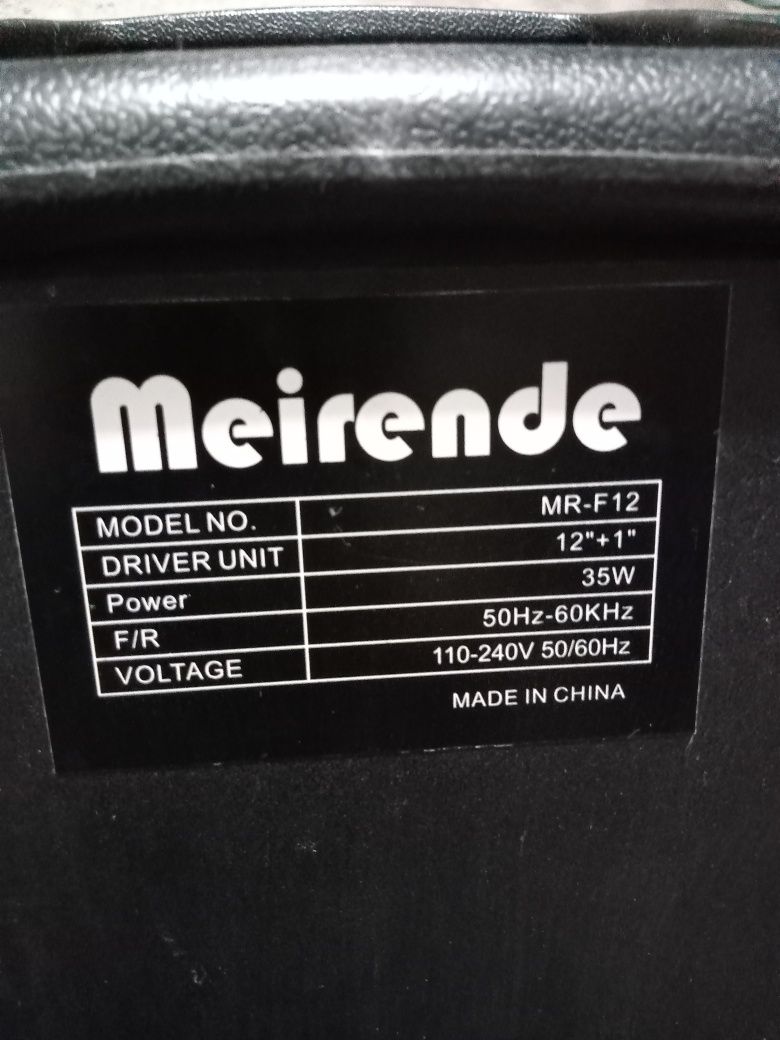 Meirende
MODEL NO. MR-F12
DRIVER UNIT 12"+1"
Power 35W
F/R 50Hz-60KHz
VOLTAGE 110-240V 50/60Hz
MADE IN CHINA